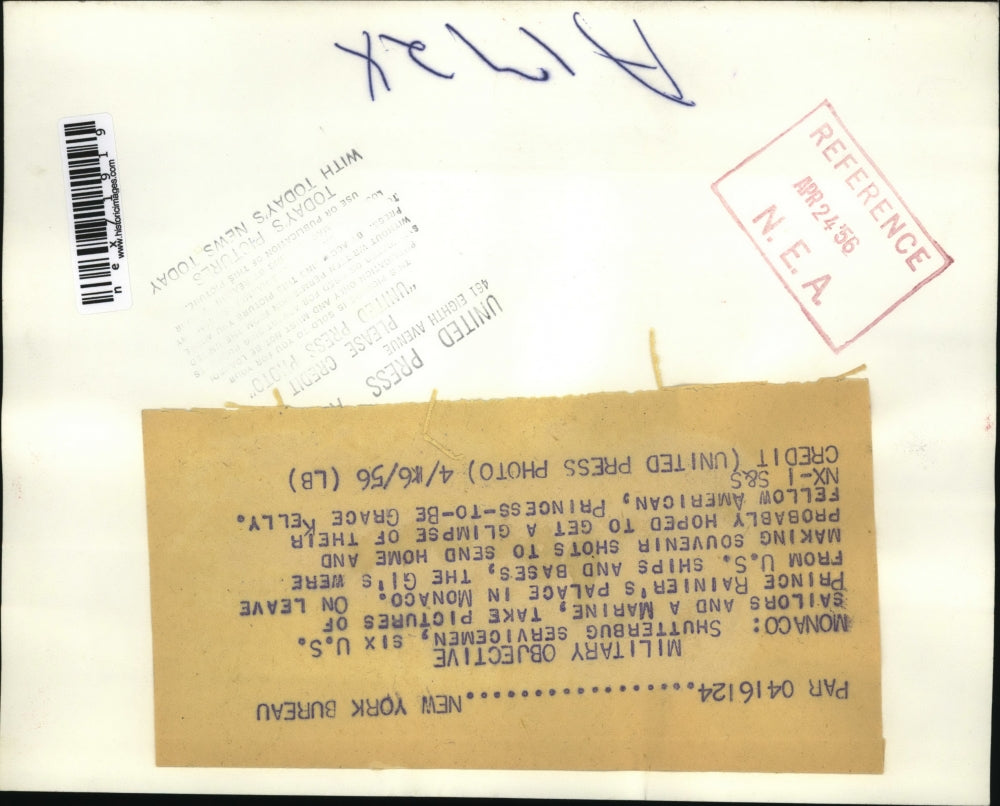 PAR 0416124....................NEW YORK BUREAU
MILITARY OBJECTIVE
MONACO: SHUTTERBUG SERVICEMEN, SIX U.S.
SAILORS AND A MARINE, TAKE PICTURES OF
PRINCE RAINIER'S PALACE IN MONACO. ON LEAVE
FROM U.S. SHIPS AND BASES, THE GI'S WERE
MAKING SOUVENIR SHOTS TO SEND HOME AND
PROBABLY HOPED TO GET A GLIMPSE OF THEIR
FELLOW AMERICAN, PRINCESS-TO-BE GRACE KELLY.
NX-1 S&S
CREDIT (UNITED PRESS PHOTO) 4/16/56 (LB)
REFERENCE
APR 24 '56
N. E. A.
UNITED PRESS
461 EIGHTH AVENUE
PLEASE CREDIT
"UNITED PRESS PHOTO"
TODAY'S PICTURES
WITH TODAY'S NEWS TODAY
nex71919
www.historicimages.com